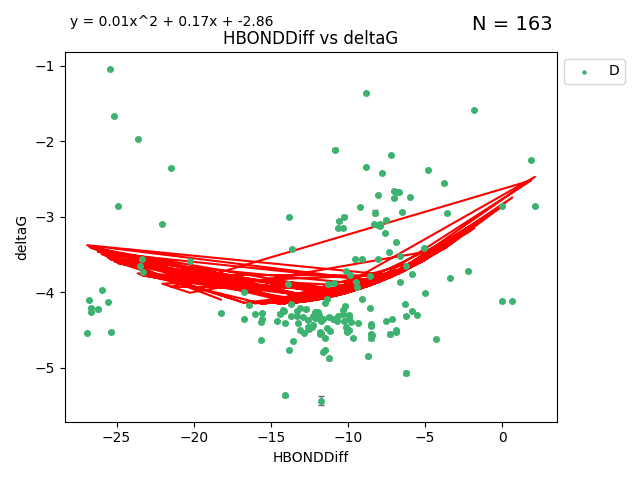 y = 0.01x^2 + 0.17x + -2.86
N = 163
HBONDDiff vs deltaG
D
deltaG
−1
−2
−3
−4
−5
−25
−20
−15
−10
−5
0
HBONDDiff